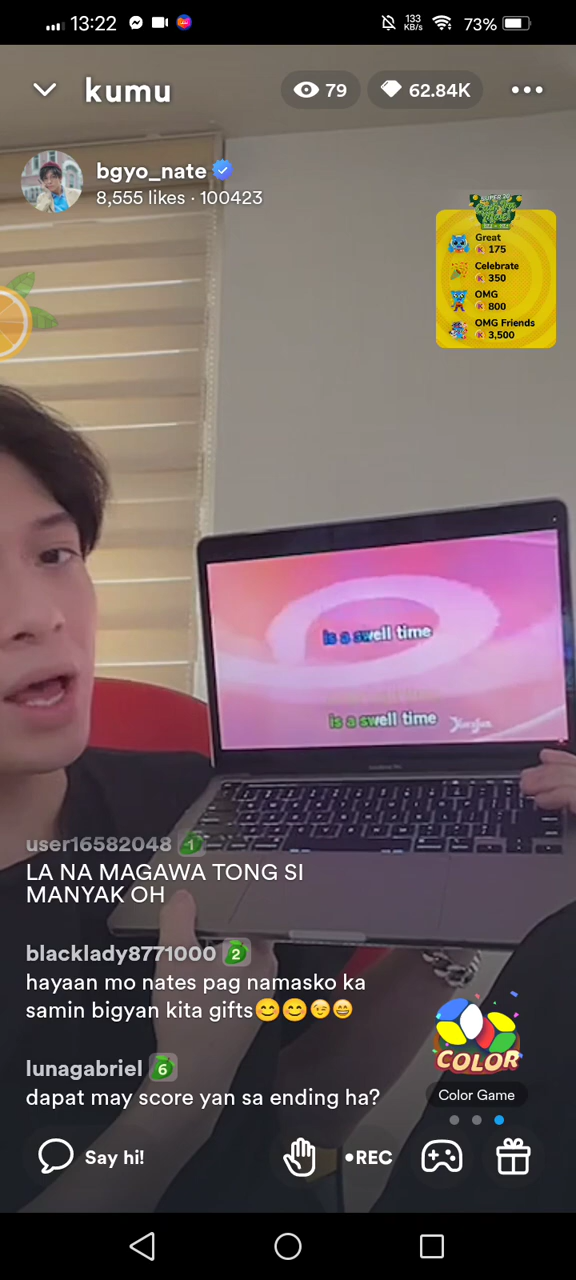 13:22
133
KB/s
73%
kumu
79
62.84K
bgyo_nate
8,555 likes · 100423
Great
175
Celebrate
350
OMG
800
OMG Friends
3,500
is a swell time
is a swell time
user16582048 1
LA NA MAGAWA TONG SI
MANYAK OH
blacklady8771000 2
hayaan mo nates pag namasko ka
samin bigyan kita gifts😊😊😉😁
lunagabriel 6
dapat may score yan sa ending ha?
COLOR
Color Game
Say hi!
•REC